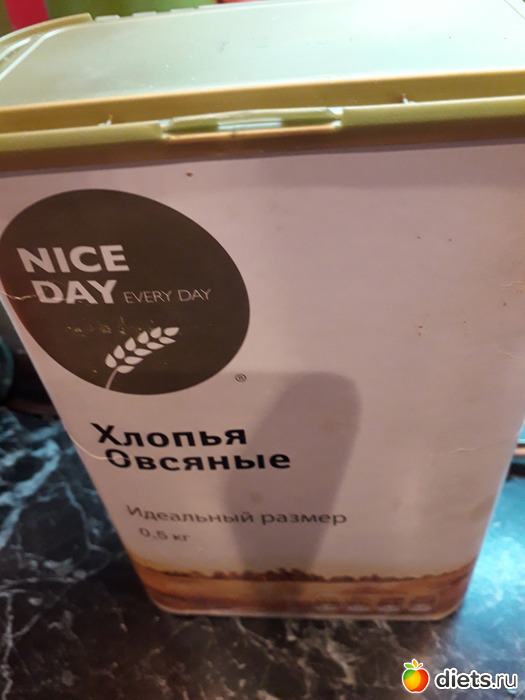 NICE
DAY EVERY DAY
®
Хлопья
Овсяные
Идеальный размер
0,5 кг
diets.ru